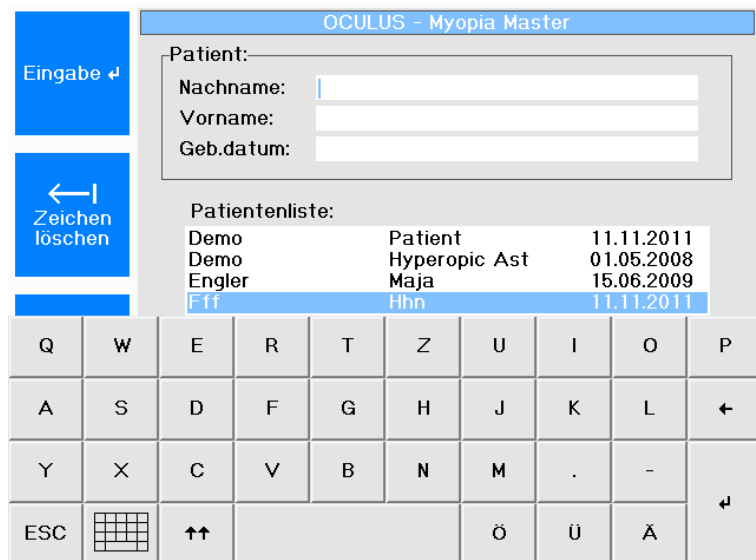 OCULUS - Myopia Master
Eingabe ↵
Patient:
Nachname:
Vorname:
Geb.datum:
Zeichen
löschen
Patientenliste:
Demo Patient 11.11.2011
Demo Hyperopic Ast 01.05.2008
Engler Maja 15.06.2009
Fff Hhn 11.11.2011
Q W E R T Z U I O P
A S D F G H J K L ←
Y X C V B N M . - ↵
ESC ↑↑ Ö Ü Ä